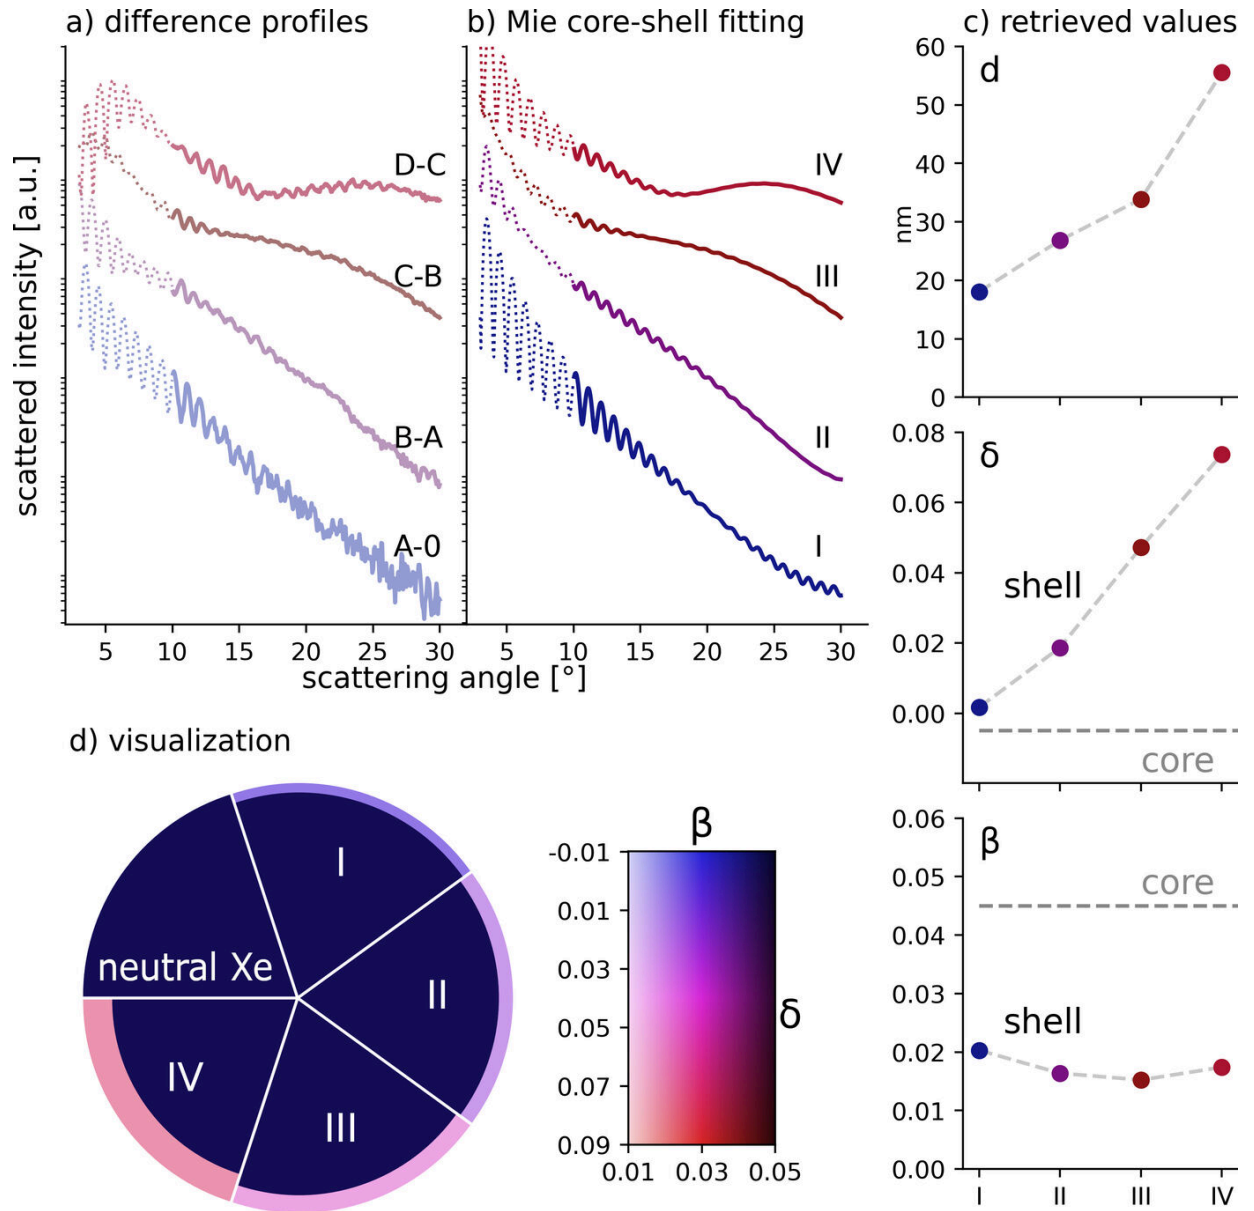 a) difference profiles
b) Mie core-shell fitting
c) retrieved values
scattered intensity [a.u.]
D-C
C-B
B-A
A-0
5
10
15
20
25
30
IV
III
II
I
5
10
15
20
25
30
scattering angle [°]
d
60
50
40
30
20
10
0
nm
δ
0.08
0.06
0.04
0.02
0.00
shell
core
β
0.06
0.05
0.04
0.03
0.02
0.01
0.00
core
shell
I
II
III
IV
d) visualization
I
II
III
IV
neutral Xe
β
-0.01
0.01
0.03
0.05
0.07
0.09
δ
0.01
0.03
0.05